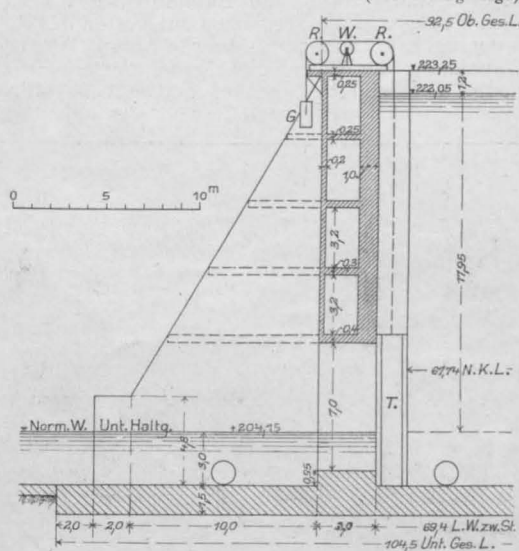 92,5 Ob. Ges. L.
R. W. R.
223,25
0,25
1,2
222,05
G
0,25
0,2
1,0
0 5 10 m
3,2
0,3
3,2
17,95
0,4
67,74 N.K.L.
7,0
T.
Norm. W. Unt. Haltg.
+204,15
4,8
3,0
0,55
1,5
2,0 2,0 10,0 2,0 69,4 L.W.zw.St.
104,5 Unt. Ges. L.